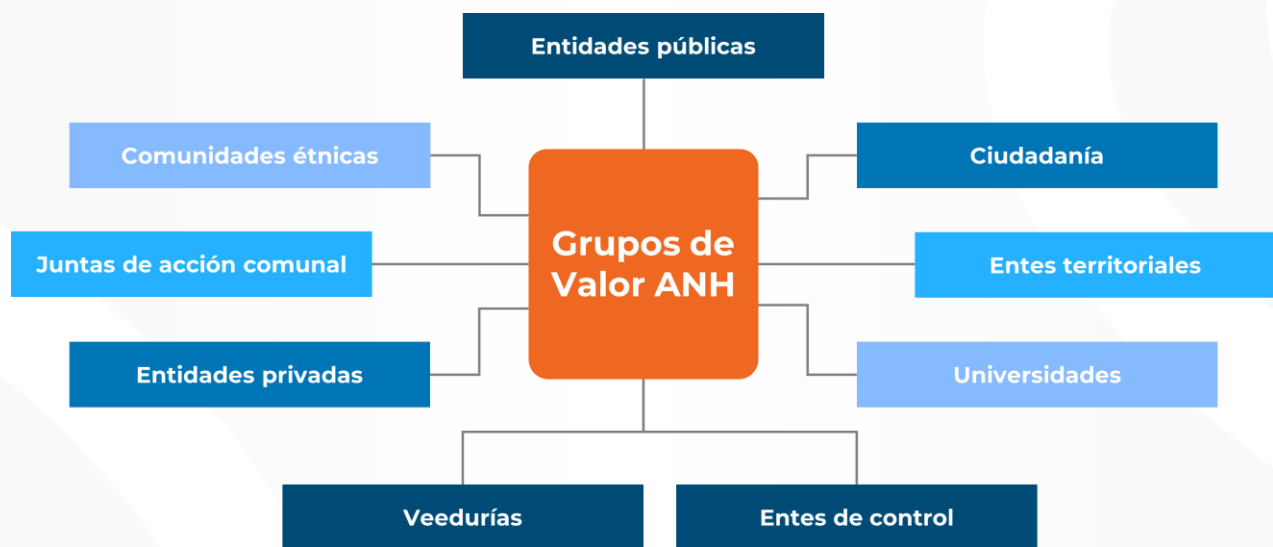 Entidades públicas
Comunidades étnicas
Ciudadanía
Grupos de
Valor ANH
Juntas de acción comunal
Entes territoriales
Entidades privadas
Universidades
Veedurías
Entes de control